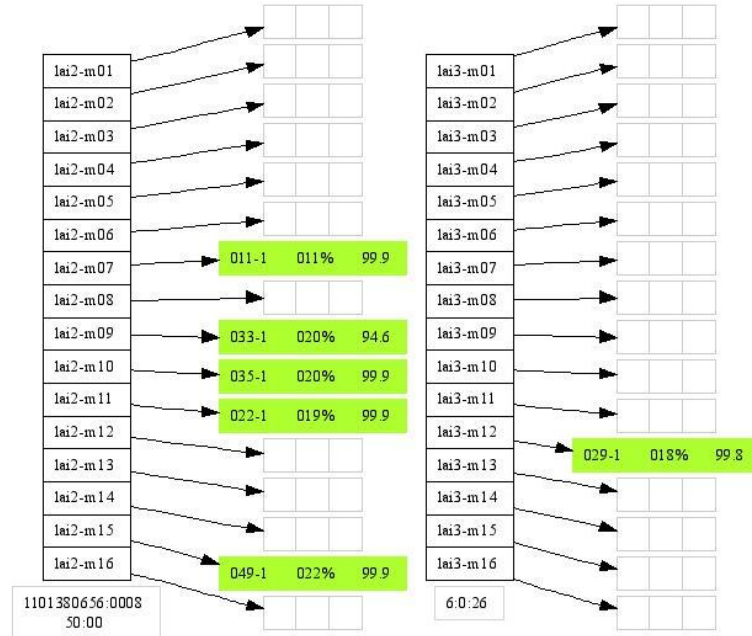 lai2-m01
lai2-m02
lai2-m03
lai2-m04
lai2-m05
lai2-m06
lai2-m07
lai2-m08
lai2-m09
lai2-m10
lai2-m11
lai2-m12
lai2-m13
lai2-m14
lai2-m15
lai2-m16
011-1 011% 99.9
033-1 020% 94.6
035-1 020% 99.9
022-1 019% 99.9
049-1 022% 99.9
1101380656:0008
50:00
lai3-m01
lai3-m02
lai3-m03
lai3-m04
lai3-m05
lai3-m06
lai3-m07
lai3-m08
lai3-m09
lai3-m10
lai3-m11
lai3-m12
lai3-m13
lai3-m14
lai3-m15
lai3-m16
029-1 018% 99.8
6:0:26